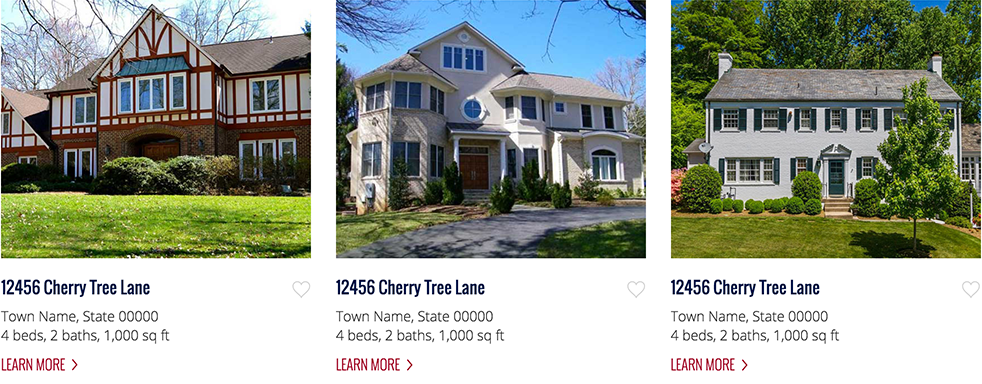 12456 Cherry Tree Lane
Town Name, State 00000
4 beds, 2 baths, 1,000 sq ft
LEARN MORE
12456 Cherry Tree Lane
Town Name, State 00000
4 beds, 2 baths, 1,000 sq ft
LEARN MORE
12456 Cherry Tree Lane
Town Name, State 00000
4 beds, 2 baths, 1,000 sq ft
LEARN MORE